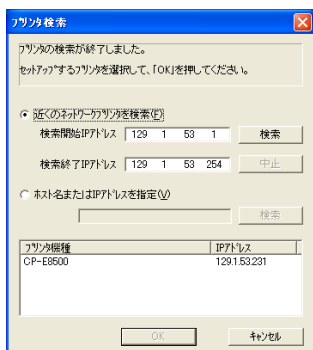 プリンタ検索
プリンタの検索が終了しました。
セットアップするプリンタを選択して、「OK」を押してください。
近くのネットワークプリンタを検索(F)
検索開始IPアドレス 129 1 53 1 検索
検索終了IPアドレス 129 1 53 254 中止
ホスト名またはIPアドレスを指定(V)
検索
プリンタ機種 IPアドレス
CP-E8500 129.1.53.231
OK キャンセル